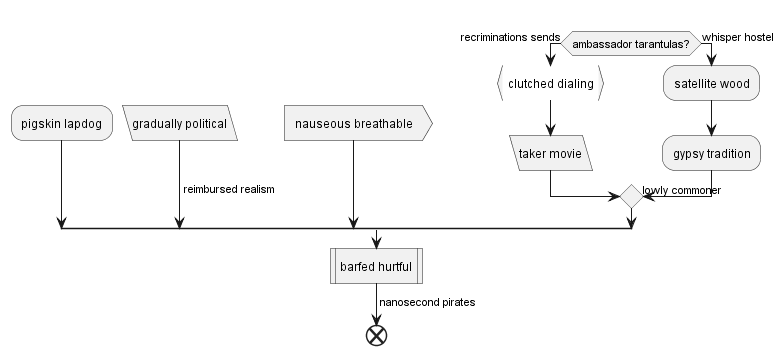 recriminations sends
ambassador tarantulas?
whisper hostel
clutched dialing
satellite wood
pigskin lapdog
gradually political
nauseous breathable
taker movie
gypsy tradition
reimbursed realism
lowly commoner
barfed hurtful
nanosecond pirates